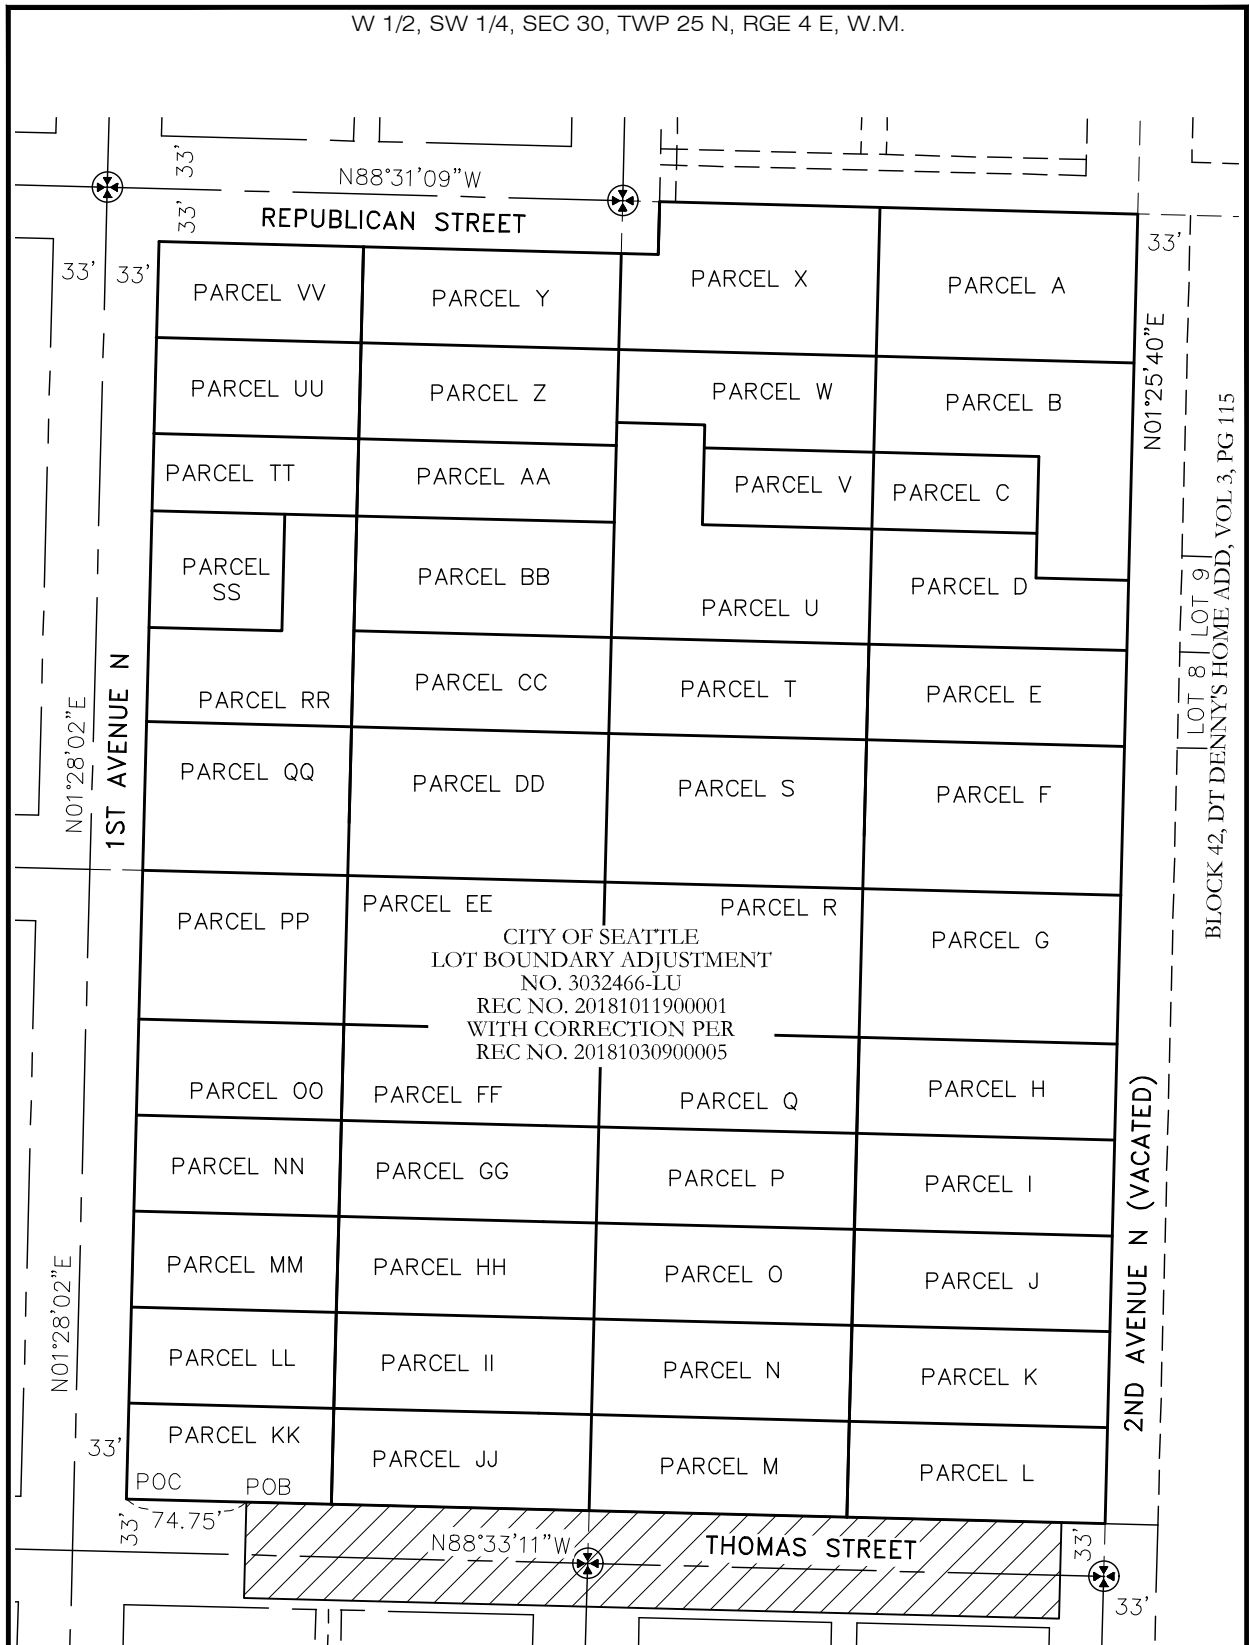 W 1/2, SW 1/4, SEC 30, TWP 25 N, RGE 4 E, W.M.
33'
N88°31'09"W
33'
REPUBLICAN STREET
33'
33'
33'
PARCEL VV
PARCEL Y
PARCEL X
PARCEL A
N01°25'40"E
PARCEL UU
PARCEL Z
PARCEL W
PARCEL B
PARCEL TT
PARCEL AA
PARCEL V
PARCEL C
PARCEL
SS
PARCEL BB
PARCEL U
PARCEL D
LOT 9
LOT 8
BLOCK 42, DT DENNY'S HOME ADD, VOL 3, PG 115
PARCEL RR
PARCEL CC
PARCEL T
PARCEL E
N01°28'02"E
1ST AVENUE N
PARCEL QQ
PARCEL DD
PARCEL S
PARCEL F
PARCEL PP
PARCEL EE
PARCEL R
PARCEL G
CITY OF SEATTLE
LOT BOUNDARY ADJUSTMENT
NO. 3032466-LU
REC NO. 20181011900001
WITH CORRECTION PER
REC NO. 20181030900005
PARCEL OO
PARCEL FF
PARCEL Q
PARCEL H
PARCEL NN
PARCEL GG
PARCEL P
PARCEL I
2ND AVENUE N (VACATED)
N01°28'02"E
PARCEL MM
PARCEL HH
PARCEL O
PARCEL J
PARCEL LL
PARCEL II
PARCEL N
PARCEL K
33'
PARCEL KK
PARCEL JJ
PARCEL M
PARCEL L
POC
POB
33'
74.75'
N88°33'11"W
THOMAS STREET
33'
33'